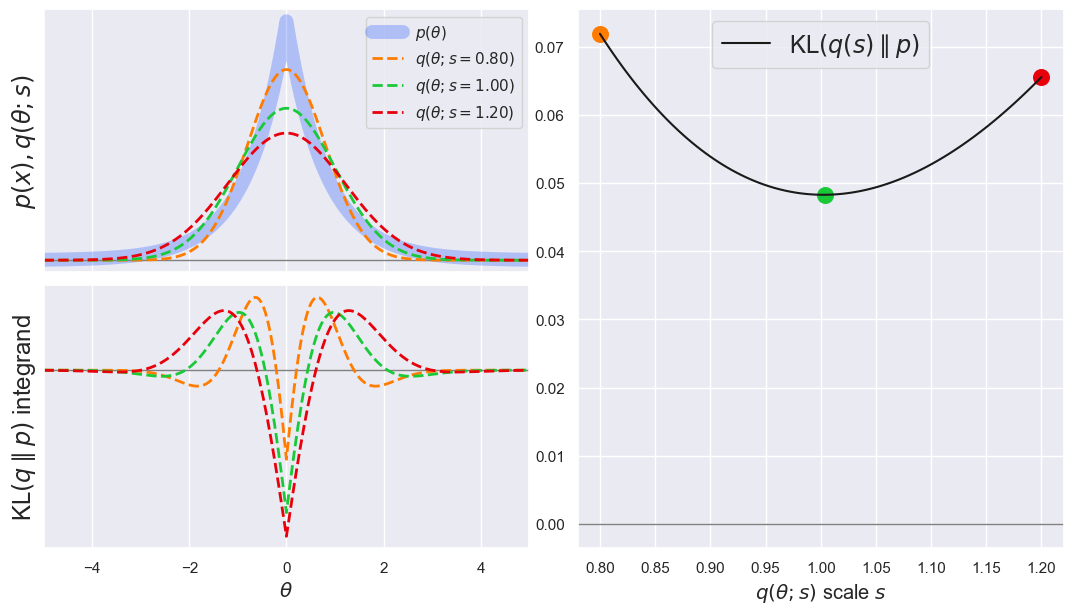 p(x), q(θ; s)
p(θ)
q(θ; s = 0.80)
q(θ; s = 1.00)
q(θ; s = 1.20)
KL(q ∥ p) integrand
−4 −2 0 2 4
θ
KL(q(s) ∥ p)
0.07
0.06
0.05
0.04
0.03
0.02
0.01
0.00
0.80 0.85 0.90 0.95 1.00 1.05 1.10 1.15 1.20
q(θ; s) scale s